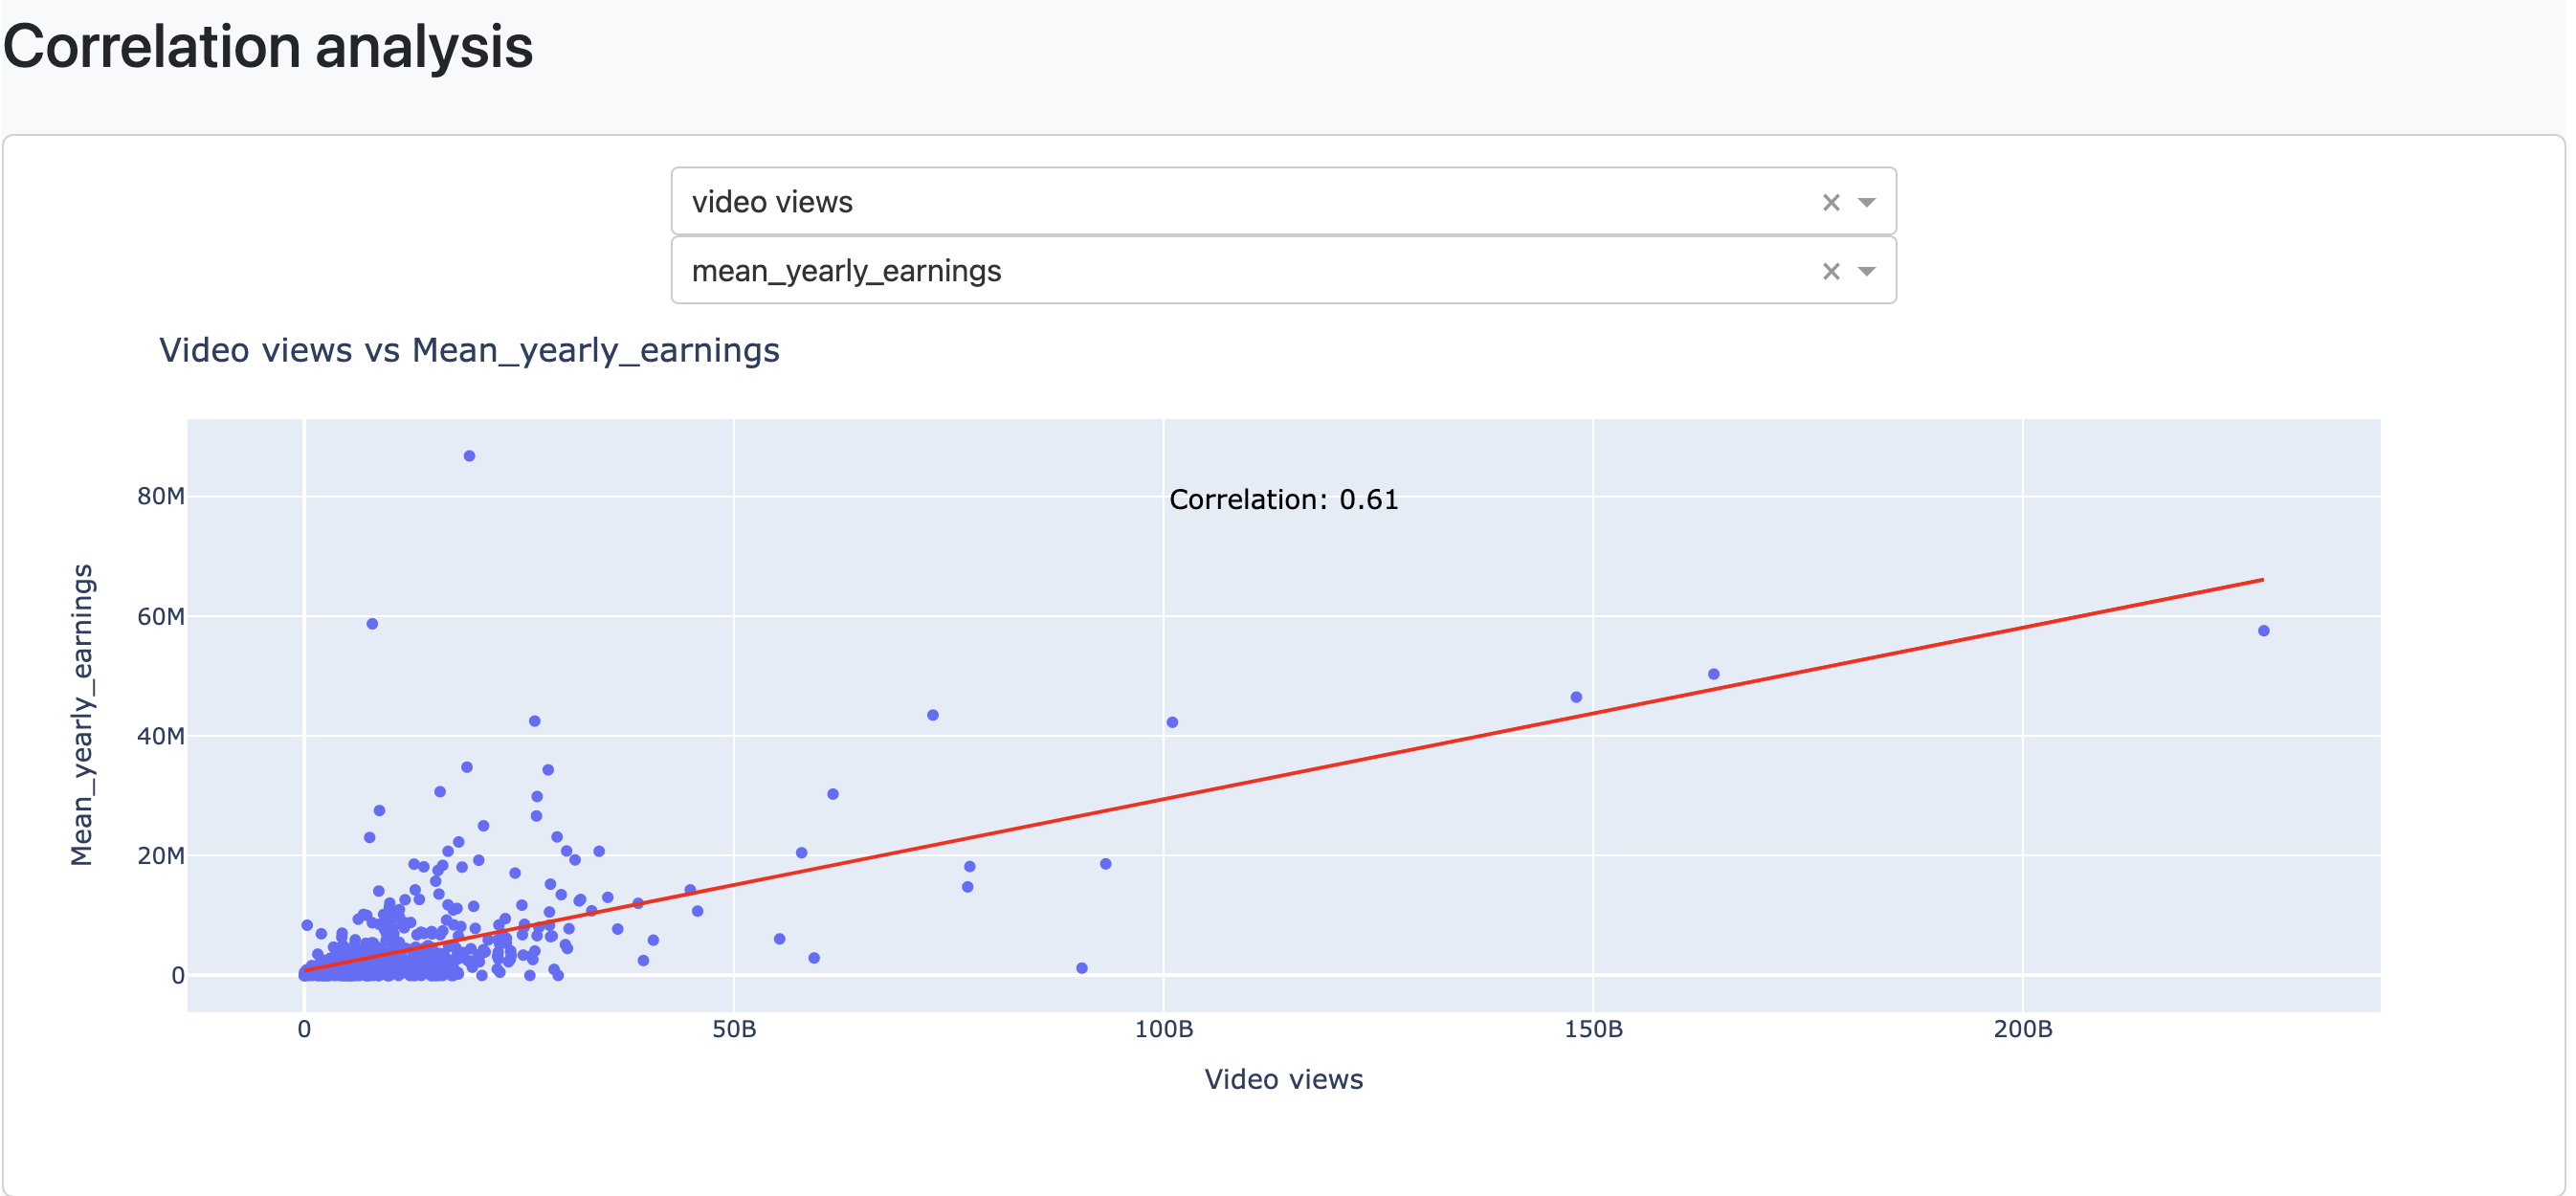 Correlation analysis
video views
mean_yearly_earnings
Video views vs Mean_yearly_earnings
Correlation: 0.61
80M
60M
40M
20M
0
Mean_yearly_earnings
0 50B 100B 150B 200B
Video views